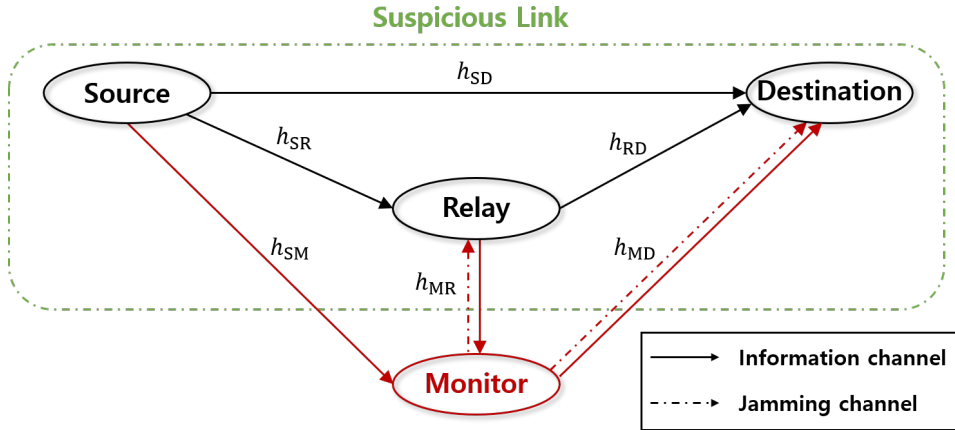 Suspicious Link
Source
h_SD
Destination
h_SR
h_RD
Relay
h_SM
h_MR
h_MD
Monitor
Information channel
Jamming channel